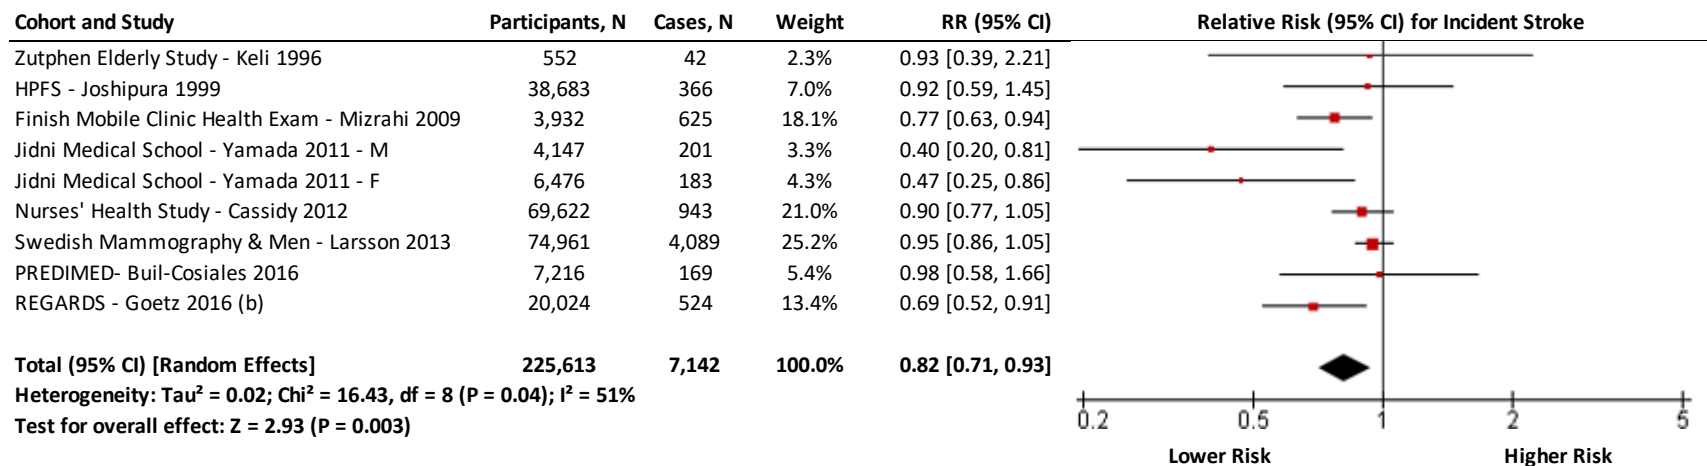 Cohort and Study Participants, N Cases, N Weight RR (95% CI) Relative Risk (95% CI) for Incident Stroke
Zutphen Elderly Study - Keli 1996 552 42 2.3% 0.93 [0.39, 2.21]
HPFS - Joshipura 1999 38,683 366 7.0% 0.92 [0.59, 1.45]
Finish Mobile Clinic Health Exam - Mizrahi 2009 3,932 625 18.1% 0.77 [0.63, 0.94]
Jidni Medical School - Yamada 2011 - M 4,147 201 3.3% 0.40 [0.20, 0.81]
Jidni Medical School - Yamada 2011 - F 6,476 183 4.3% 0.47 [0.25, 0.86]
Nurses' Health Study - Cassidy 2012 69,622 943 21.0% 0.90 [0.77, 1.05]
Swedish Mammography & Men - Larsson 2013 74,961 4,089 25.2% 0.95 [0.86, 1.05]
PREDIMED- Buil-Cosiales 2016 7,216 169 5.4% 0.98 [0.58, 1.66]
REGARDS - Goetz 2016 (b) 20,024 524 13.4% 0.69 [0.52, 0.91]
Total (95% CI) [Random Effects] 225,613 7,142 100.0% 0.82 [0.71, 0.93]
Heterogeneity: Tau² = 0.02; Chi² = 16.43, df = 8 (P = 0.04); I² = 51%
Test for overall effect: Z = 2.93 (P = 0.003)
0.2 0.5 1 2 5
Lower Risk Higher Risk